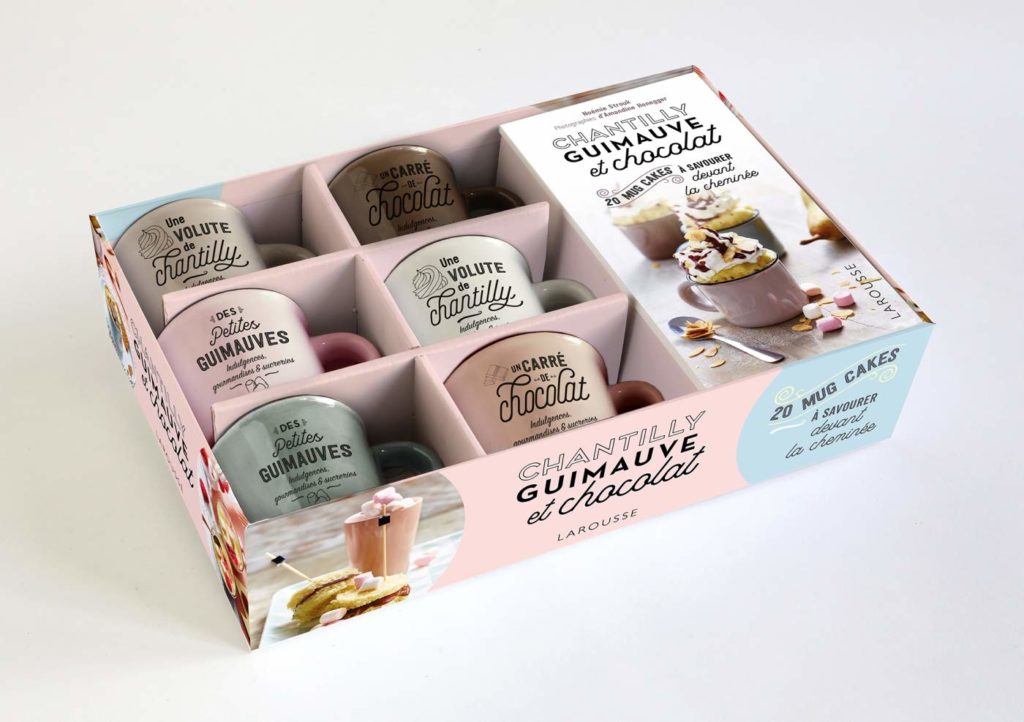 Noémie Strouk
Photographies d'Amandine Honegger
CHANTILLY
GUIMAUVE
et chocolat
20 MUG CAKES À SAVOURER
devant
la cheminée
LAROUSSE
UN CARRÉ
DE
chocolat
Indulgences,
Une
VOLUTE
de
chantilly
Indulgences,
Une
VOLUTE
de
chantilly
Indulgences,
gourmandises & sucreries
DES
Petites
GUIMAUVES
Indulgences,
gourmandises & sucreries
UN CARRÉ
DE
chocolat
Indulgences,
gourmandises & sucreries
DES
Petites
GUIMAUVES
Indulgences,
gourmandises & sucreries
CHANTILLY
GUIMAUVE
et chocolat
LAROUSSE
20 MUG CAKES
À SAVOURER
devant
la cheminée